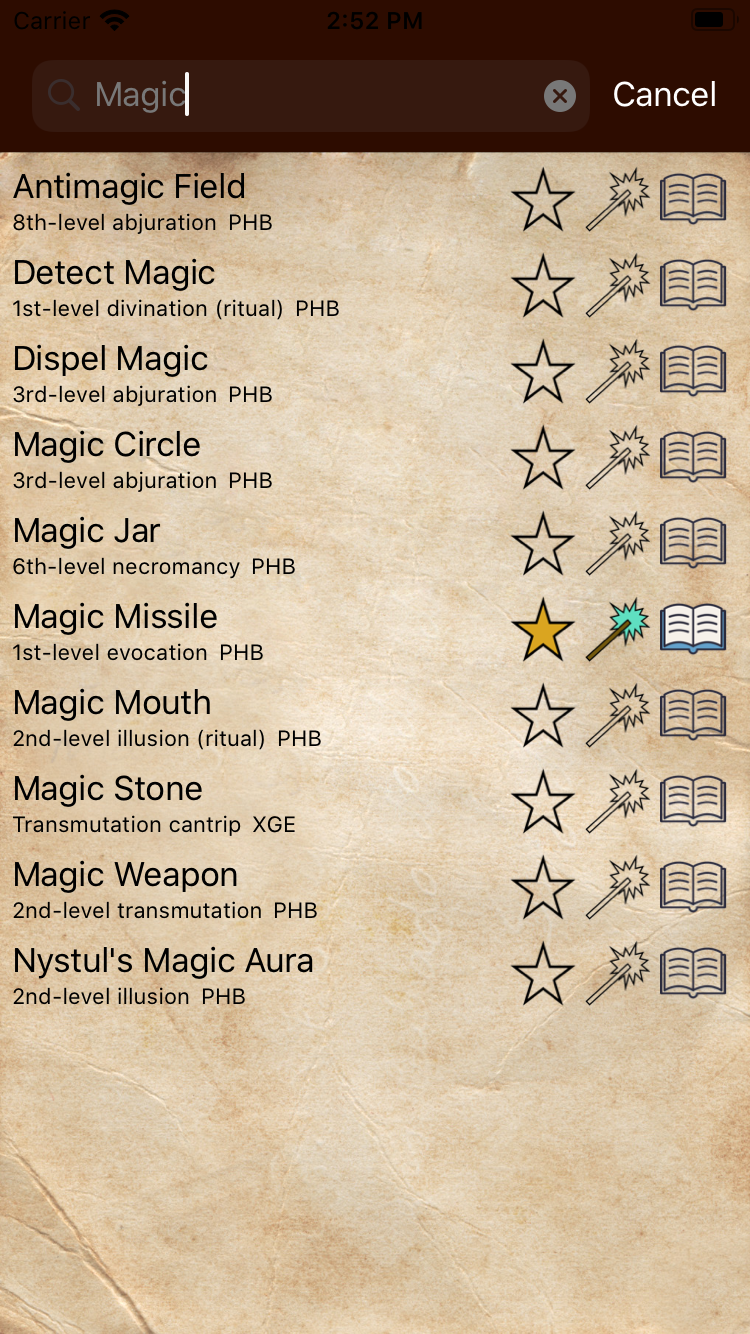 Carrier 2:52 PM
Magic Cancel
Antimagic Field
8th-level abjuration PHB
Detect Magic
1st-level divination (ritual) PHB
Dispel Magic
3rd-level abjuration PHB
Magic Circle
3rd-level abjuration PHB
Magic Jar
6th-level necromancy PHB
Magic Missile
1st-level evocation PHB
Magic Mouth
2nd-level illusion (ritual) PHB
Magic Stone
Transmutation cantrip XGE
Magic Weapon
2nd-level transmutation PHB
Nystul's Magic Aura
2nd-level illusion PHB